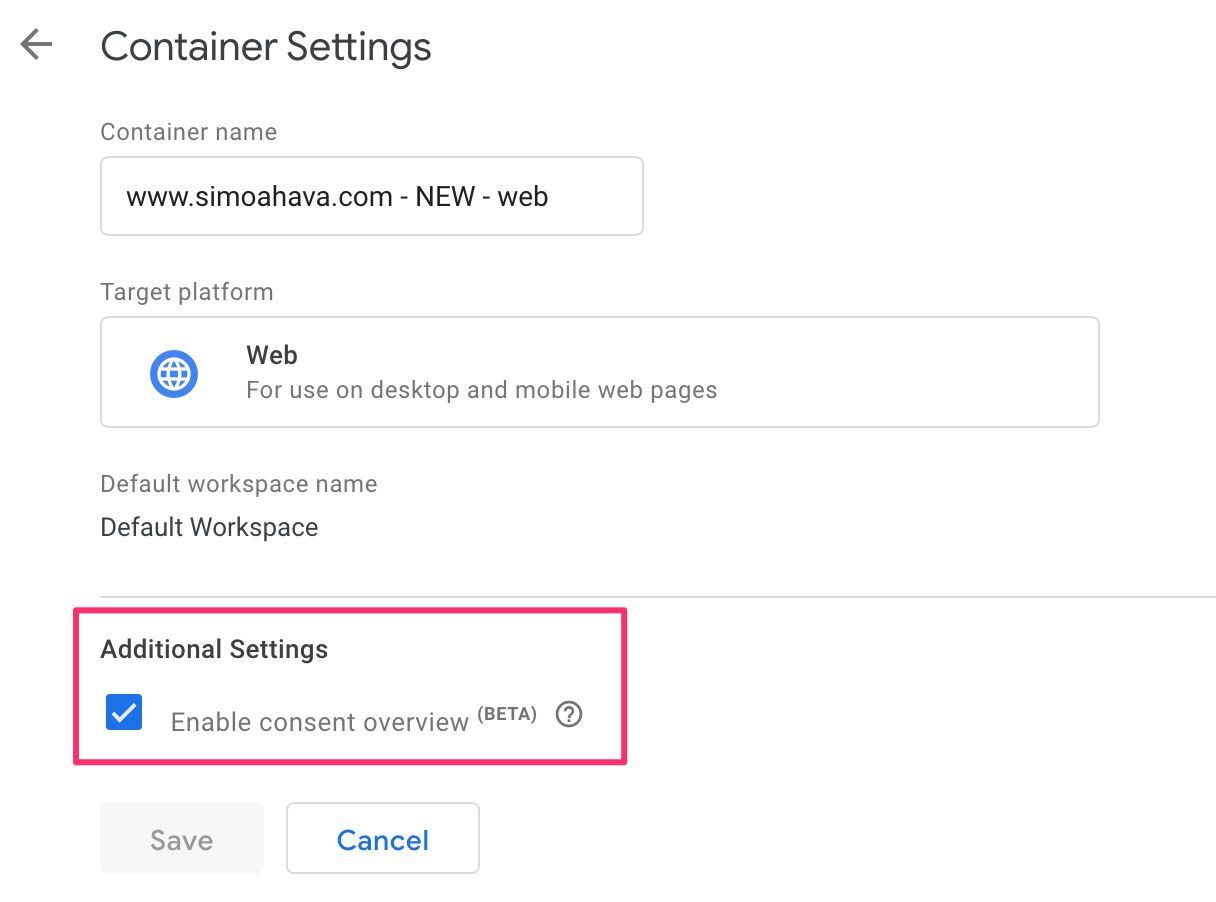 Container Settings
Container name
www.simoahava.com - NEW - web
Target platform
Web
For use on desktop and mobile web pages
Default workspace name
Default Workspace
Additional Settings
Enable consent overview (BETA) ?
Save Cancel